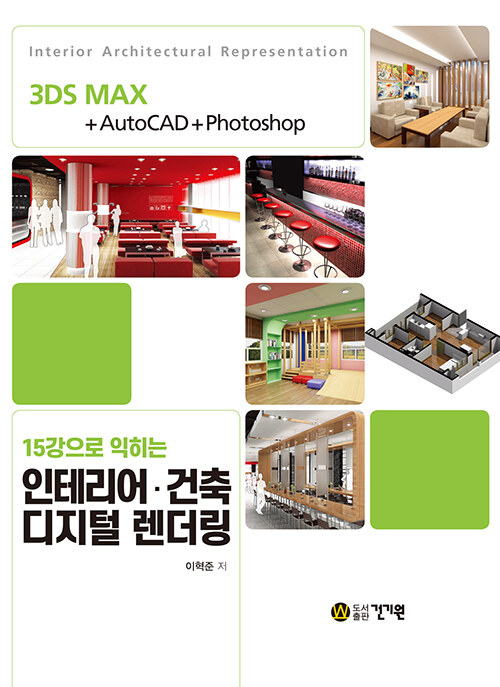 Interior Architectural Representation
3DS MAX
+AutoCAD+Photoshop
15강으로 익히는
인테리어·건축
디지털 렌더링
이혁준 저
도서
출판 건기원